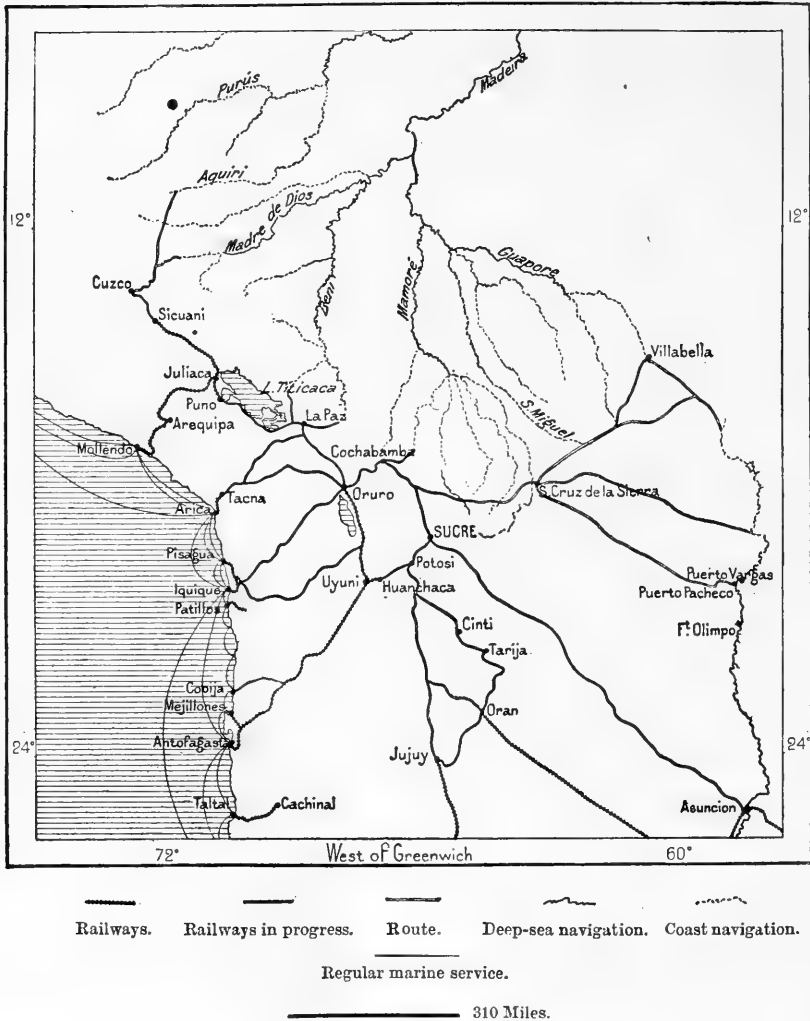 Madeira
Purús
Aquiri
12°
12°
Madre de Dios
Guaporé
Beni
Mamoré
Cuzco
Sicuani
Villabella
Juliaca
L. Titicaca
Puno
La Paz
S. Miguel
Arequipa
Mollendo
Cochabamba
Oruro
S. Cruz de la Sierra
Tacna
Arica
SUCRE
Pisagua
Potosi
Puerto Vargas
Iquique
Uyuni
Huanchaca
Puerto Pacheco
Patillos
Cinti
Ft. Olimpo
Tarija
Cobija
Mejillones
Oran
24°
24°
Antofagasta
Jujuy
Taltal
Cachinal
Asuncion
72°
West of Greenwich
60°
Railways. Railways in progress. Route. Deep-sea navigation. Coast navigation.
Regular marine service.
310 Miles.